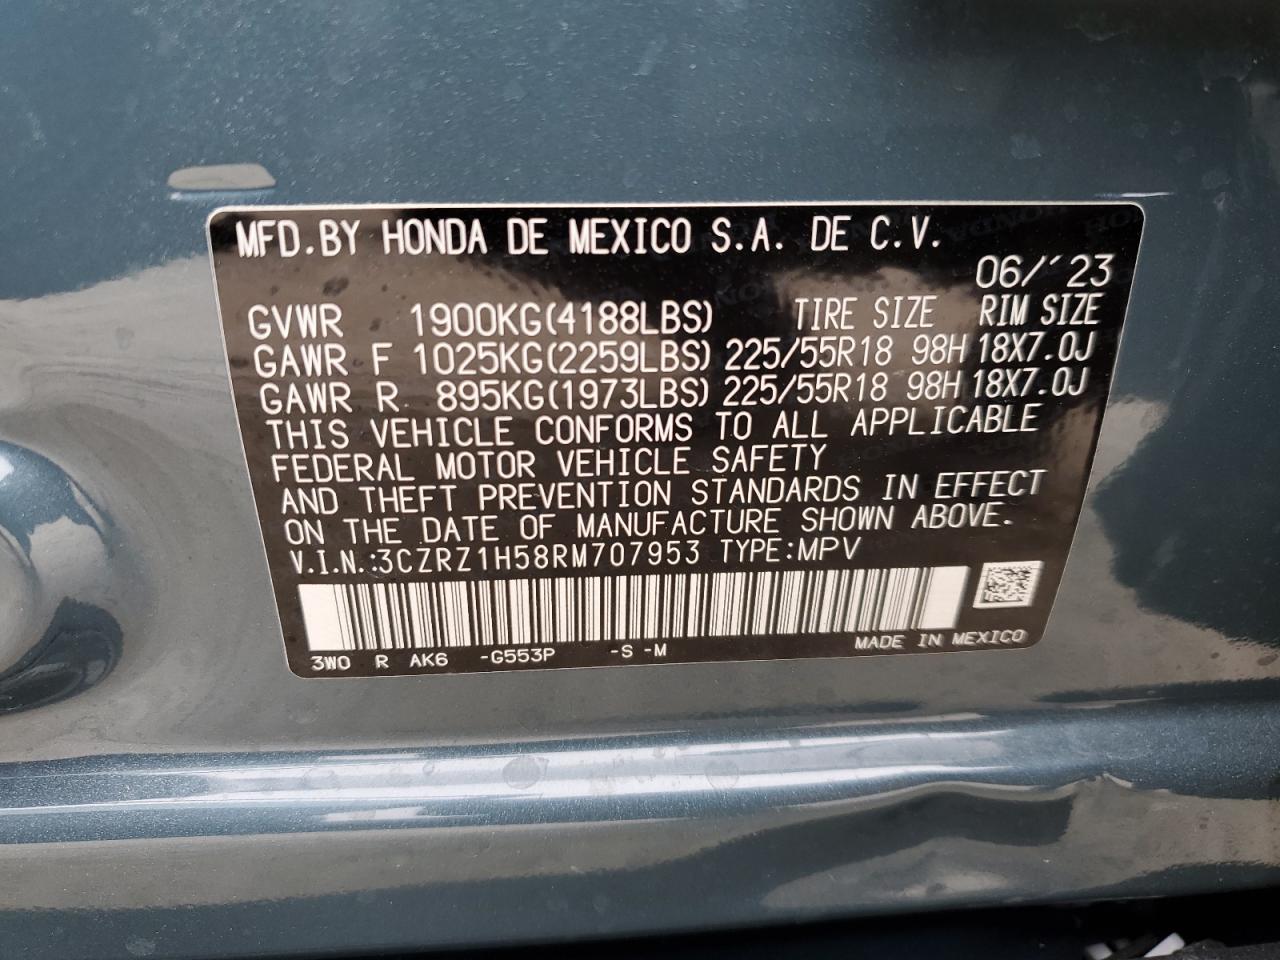 MFD.BY HONDA DE MEXICO S.A. DE C.V.
06/´23
GVWR 1900KG(4188LBS) TIRE SIZE RIM SIZE
GAWR F 1025KG(2259LBS) 225/55R18 98H 18X7.0J
GAWR R 895KG(1973LBS) 225/55R18 98H 18X7.0J
THIS VEHICLE CONFORMS TO ALL APPLICABLE
FEDERAL MOTOR VEHICLE SAFETY
AND THEFT PREVENTION STANDARDS IN EFFECT
ON THE DATE OF MANUFACTURE SHOWN ABOVE.
V.I.N.:3CZRZ1H58RM707953 TYPE:MPV
MADE IN MEXICO
3W0 R AK6 -G553P -S -M